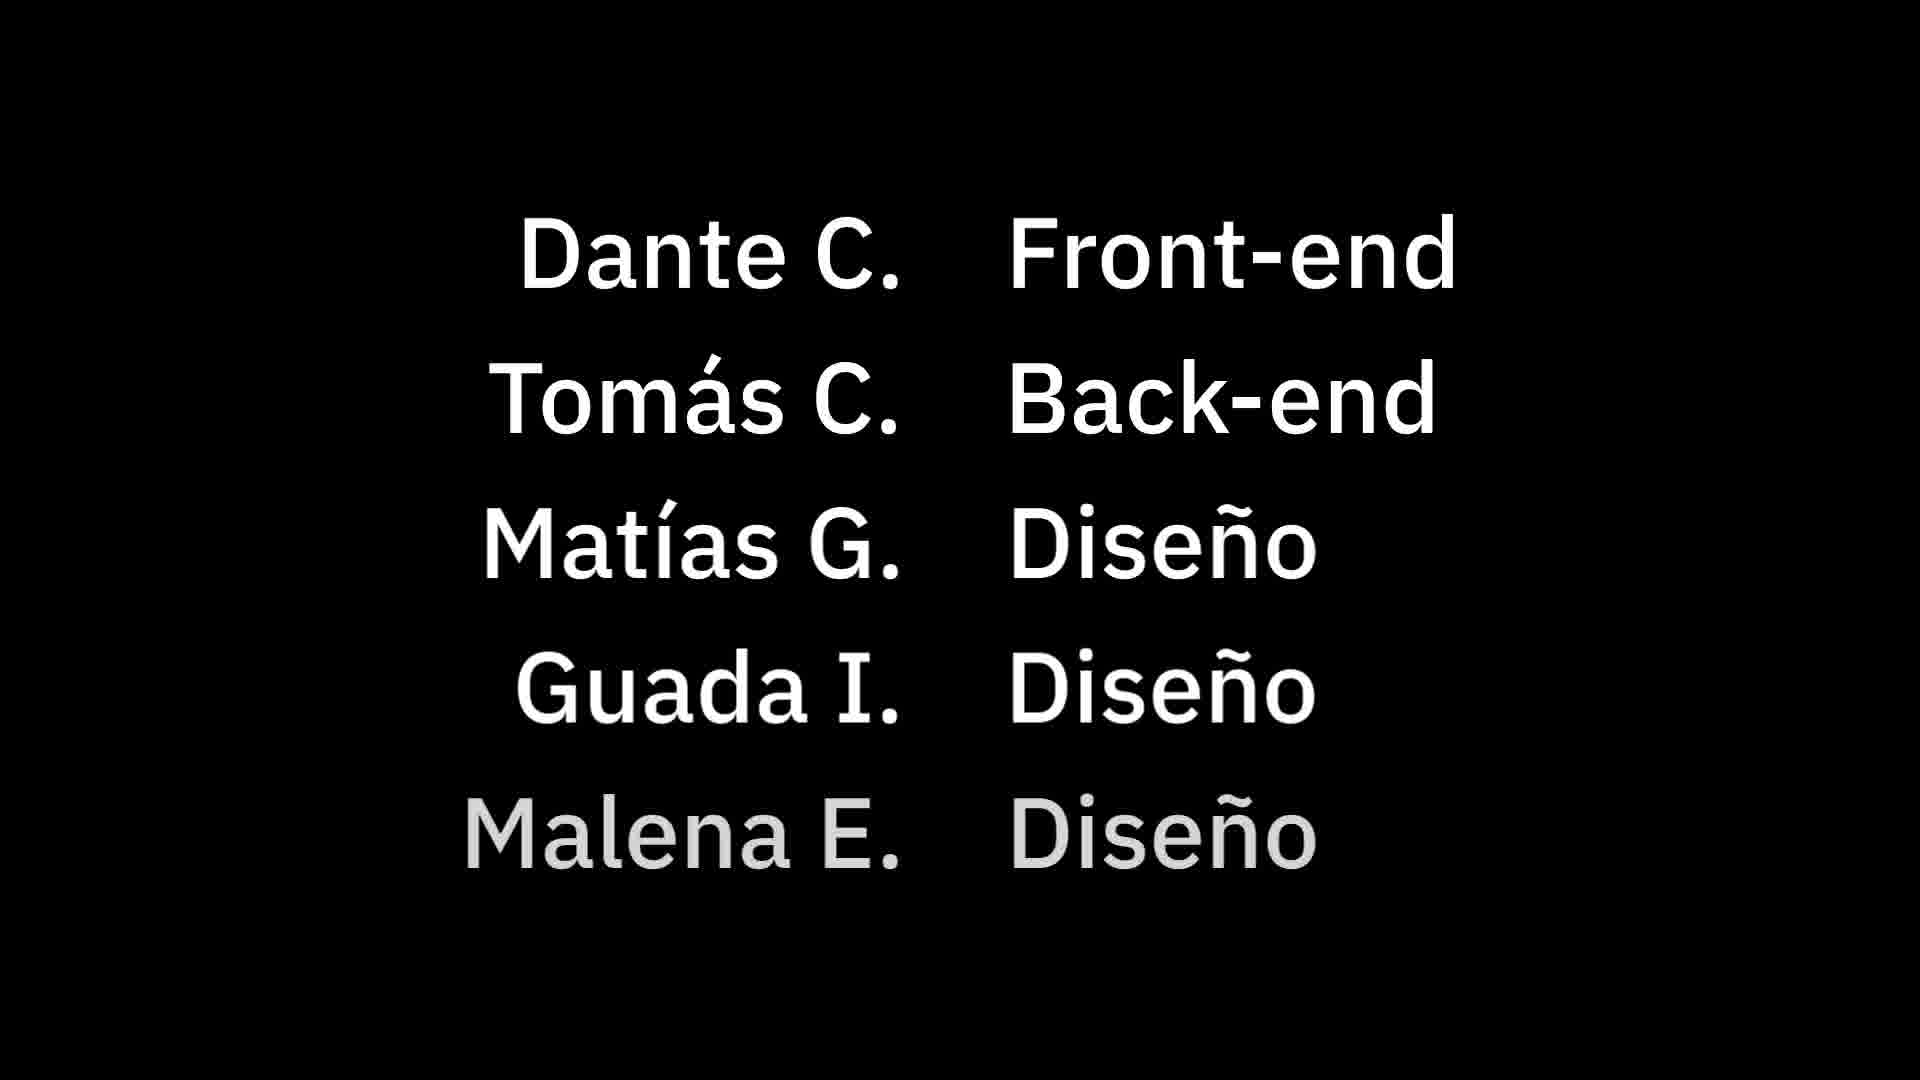 Dante C. Front-end
Tomás C. Back-end
Matías G. Diseño
Guada I. Diseño
Malena E. Diseño